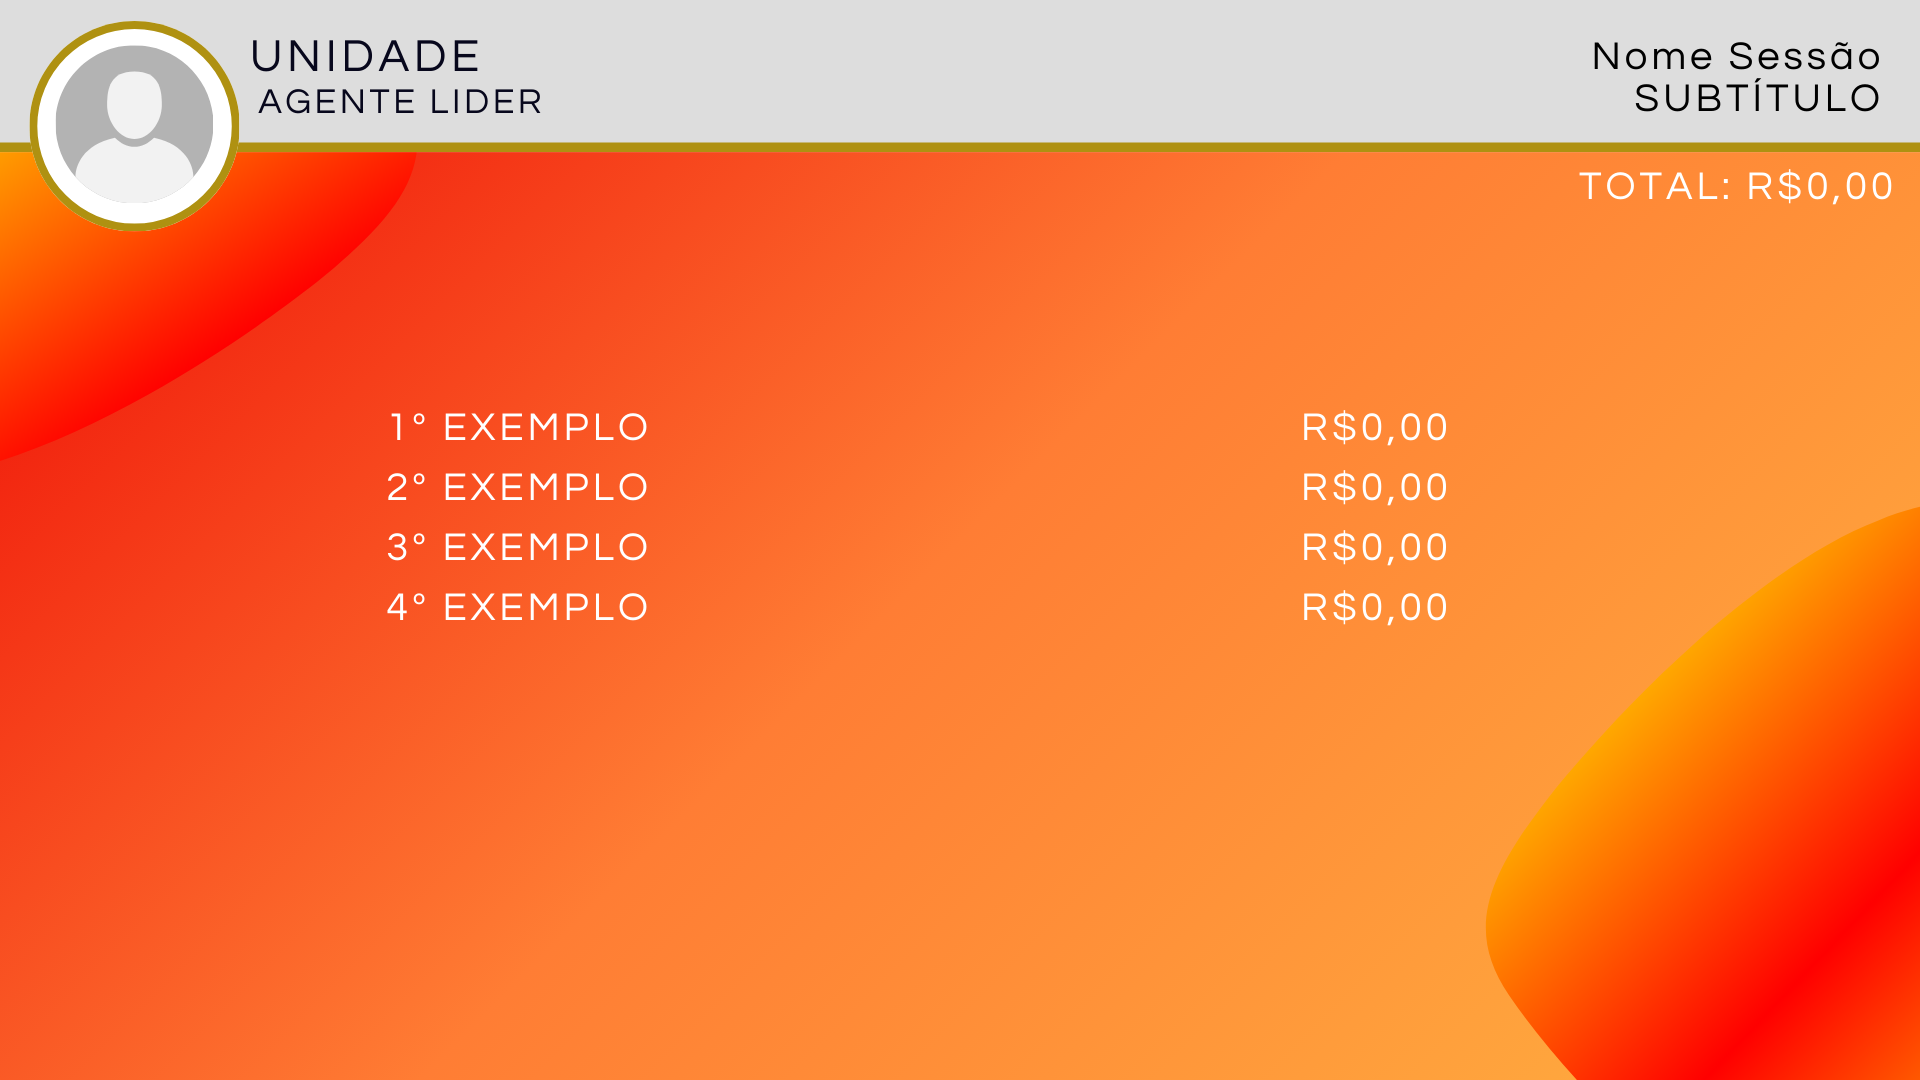 UNIDADE
AGENTE LIDER
Nome Sessão
SUBTÍTULO
TOTAL: R$0,00
1° EXEMPLO R$0,00
2° EXEMPLO R$0,00
3° EXEMPLO R$0,00
4° EXEMPLO R$0,00